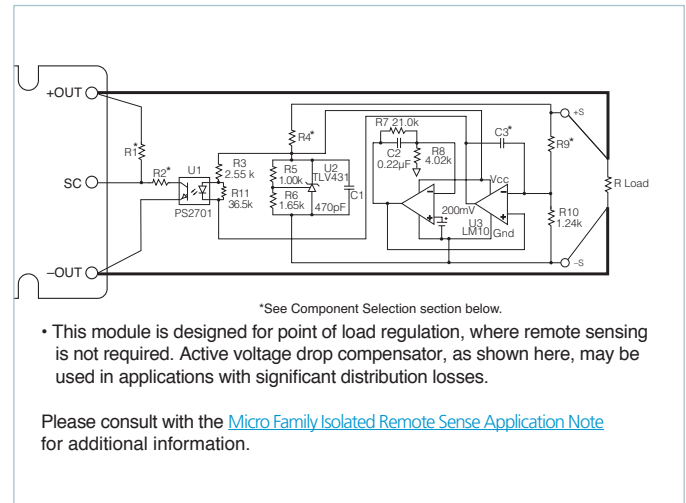 +OUT
R1*
SC
R2*
U1
PS2701
–OUT
R3
2.55 k
R11
36.5k
R4*
R5
1.00k
R6
1.65k
U2
TLV431
470pF
C1
R7 21.0k
C2
0.22µF
R8
4.02k
C3*
Vcc
200mV
U3
LM10
Gnd
+S
R9*
R10
1.24k
–S
R Load
*See Component Selection section below.
• This module is designed for point of load regulation, where remote sensing
is not required. Active voltage drop compensator, as shown here, may be
used in applications with significant distribution losses.
Please consult with the Micro Family Isolated Remote Sense Application Note
for additional information.